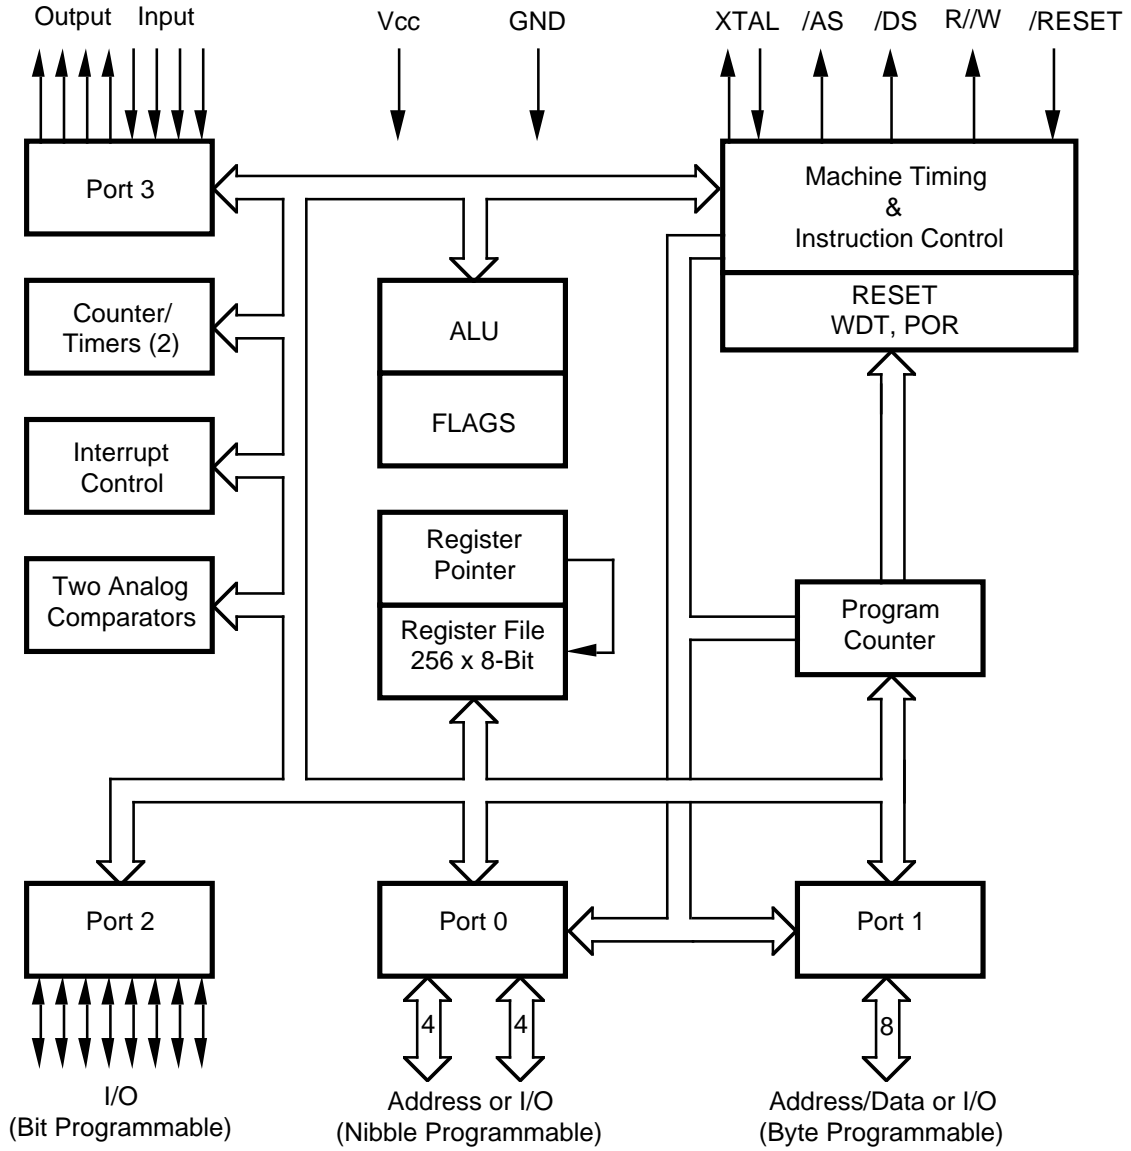 Output Input Vcc GND XTAL /AS /DS R//W /RESET
Port 3
Machine Timing
&
Instruction Control
RESET
WDT, POR
Counter/
Timers (2)
ALU
FLAGS
Interrupt
Control
Register
Pointer
Two Analog
Comparators
Register File
256 x 8-Bit
Program
Counter
Port 2
Port 0
Port 1
4
4
8
I/O
(Bit Programmable)
Address or I/O
(Nibble Programmable)
Address/Data or I/O
(Byte Programmable)